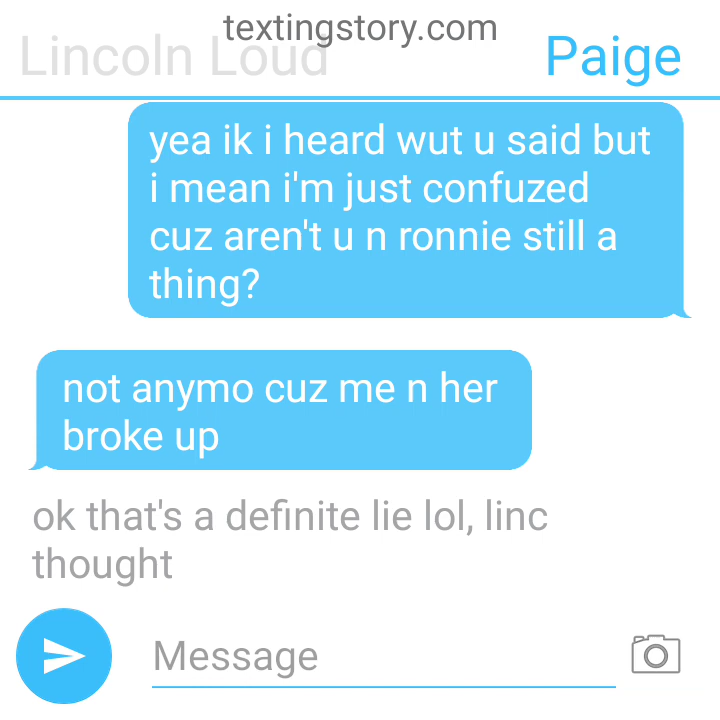 textingstory.com
Lincoln Loud
Paige
yea ik i heard wut u said but
i mean i'm just confuzed
cuz aren't u n ronnie still a
thing?
not anymo cuz me n her
broke up
ok that's a definite lie lol, linc
thought
Message